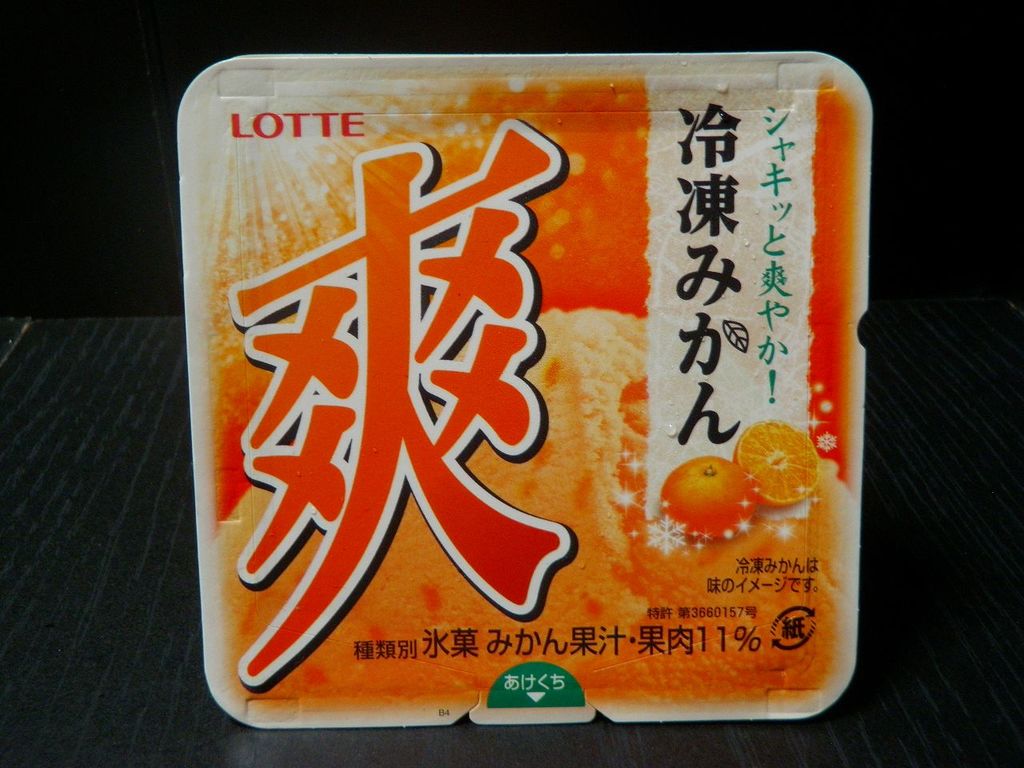 LOTTE
爽
シャキッと爽やか!
冷凍みかん
冷凍みかんは
味のイメージです。
特許 第3660157号
種類別 氷菓 みかん果汁・果肉11%
紙
あけくち
B4